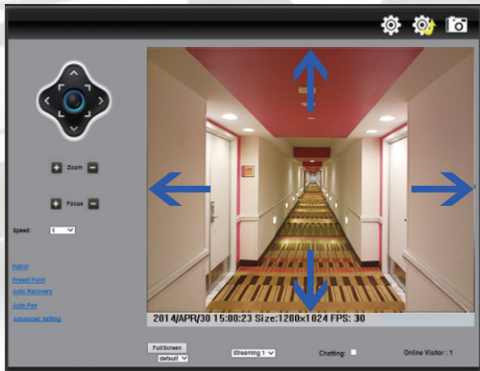 + Zoom −
+ Focus −
Speed: 5
Patrol
Preset Point
Auto Recovery
Auto Pan
Advanced Setting
2014/APR/30 15:00:23 Size:1280x1024 FPS: 30
FullScreen
default
Streaming 1
Chatting:
Online Visitor : 1